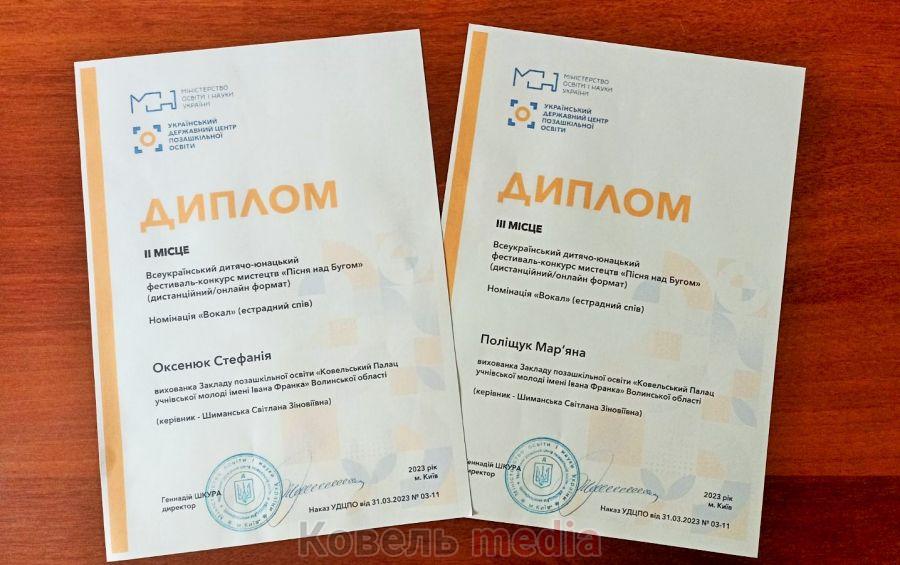 МІНІСТЕРСТВО
ОСВІТИ І НАУКИ
УКРАЇНИ
УКРАЇНСЬКИЙ
ДЕРЖАВНИЙ ЦЕНТР
ПОЗАШКІЛЬНОЇ
ОСВІТИ
ДИПЛОМ
ІІ МІСЦЕ
Всеукраїнський дитячо-юнацький
фестиваль-конкурс мистецтв «Пісня над Бугом»
(дистанційний/онлайн формат)
Номінація «Вокал» (естрадний спів)
Оксенюк Стефанія
вихованка Закладу позашкільної освіти «Ковельський Палац
учнівської молоді імені Івана Франка» Волинської області
(керівник - Шиманська Світлана Зіновіївна)
Геннадій ШКУРА
директор
2023 рік
м. Київ
Наказ УДЦПО від 31.03.2023 № 03-11
МІНІСТЕРСТВО
ОСВІТИ І НАУКИ
УКРАЇНИ
УКРАЇНСЬКИЙ
ДЕРЖАВНИЙ ЦЕНТР
ПОЗАШКІЛЬНОЇ
ОСВІТИ
ДИПЛОМ
ІІІ МІСЦЕ
Всеукраїнський дитячо-юнацький
фестиваль-конкурс мистецтв «Пісня над Бугом»
(дистанційний/онлайн формат)
Номінація «Вокал» (естрадний спів)
Поліщук Мар’яна
вихованка Закладу позашкільної освіти «Ковельський Палац
учнівської молоді імені Івана Франка» Волинської області
(керівник - Шиманська Світлана Зіновіївна)
Геннадій ШКУРА
директор
2023 рік
м. Київ
Наказ УДЦПО від 31.03.2023 № 03-11
Ковель media